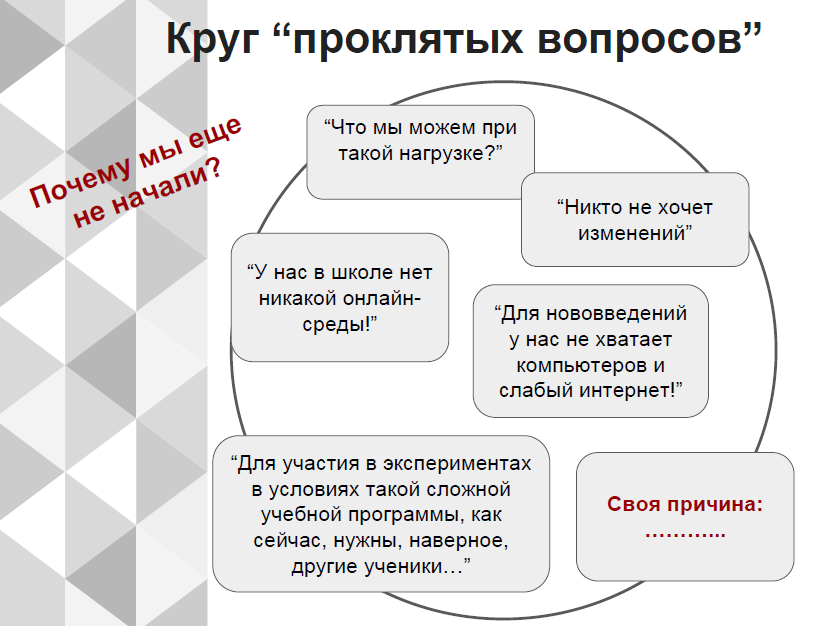 Круг “проклятых вопросов”
Почему мы еще
не начали?
“Что мы можем при
такой нагрузке?”
“Никто не хочет
изменений”
“У нас в школе нет
никакой онлайн-
среды!”
“Для нововведений
у нас не хватает
компьютеров и
слабый интернет!”
“Для участия в экспериментах
в условиях такой сложной
учебной программы, как
сейчас, нужны, наверное,
другие ученики…”
Своя причина:
…………...